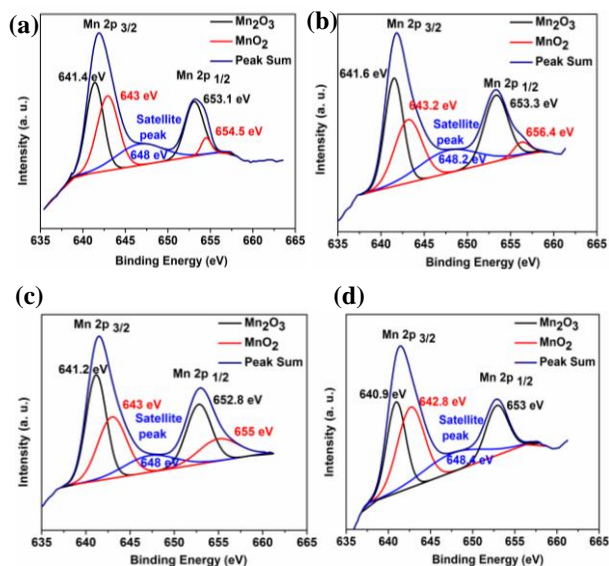 (a)
Mn 2p 3/2
Mn2O3
MnO2
Peak Sum
641.4 eV
643 eV
Mn 2p 1/2
653.1 eV
Satellite
peak
648 eV
654.5 eV
Intensity (a. u.)
635 640 645 650 655 660 665
Binding Energy (eV)
(b)
Mn 2p 3/2
Mn2O3
MnO2
Peak Sum
641.6 eV
Mn 2p 1/2
653.3 eV
643.2 eV
Satellite
peak
648.2 eV
656.4 eV
Intensity (a. u.)
635 640 645 650 655 660 665
Binding Energy (eV)
(c)
Mn 2p 3/2
Mn2O3
MnO2
Peak Sum
641.2 eV
Mn 2p 1/2
652.8 eV
643 eV
Satellite
peak
648 eV
655 eV
Intensity (a. u.)
635 640 645 650 655 660 665
Binding Energy (eV)
(d)
Mn 2p 3/2
Mn2O3
MnO2
Peak Sum
640.9 eV
642.8 eV
Mn 2p 1/2
653 eV
Satellite
peak
648.4 eV
Intensity (a. u.)
635 640 645 650 655 660 665
Binding Energy (eV)